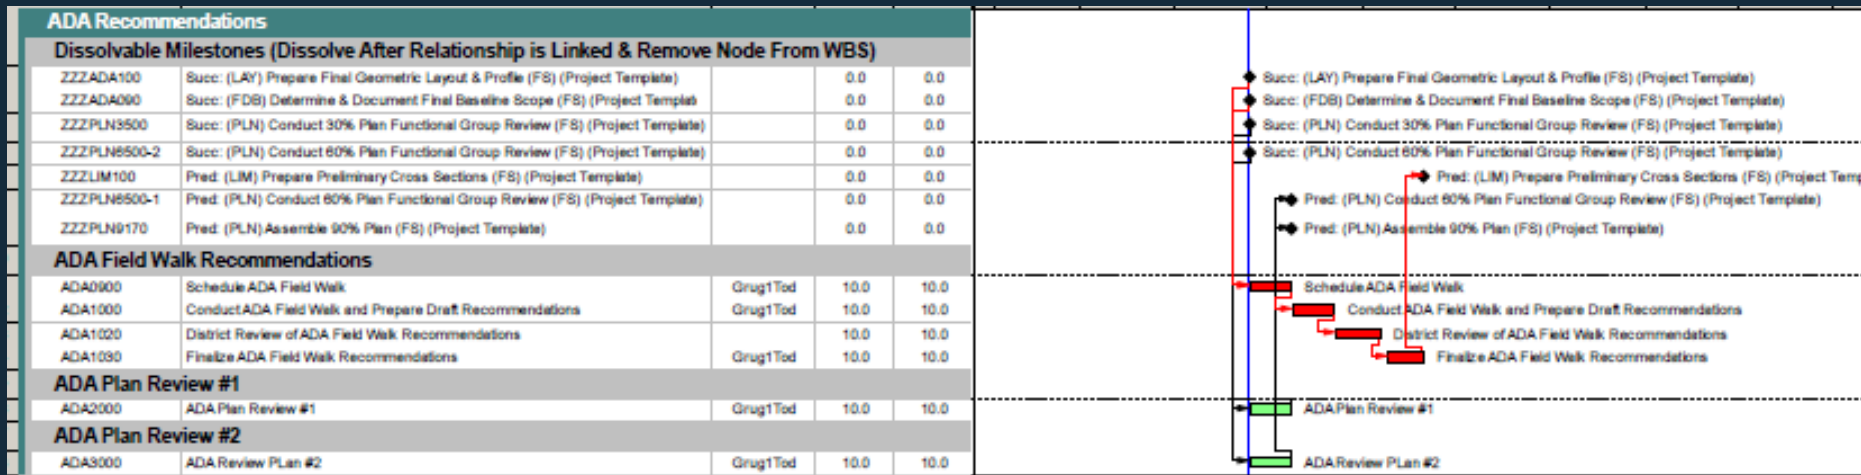 ADA Recommendations
Dissolvable Milestones (Dissolve After Relationship is Linked & Remove Node From WBS)
ZZZADA100 Succ: (LAY) Prepare Final Geometric Layout & Profile (FS) (Project Template) 0.0 0.0 Succ: (LAY) Prepare Final Geometric Layout & Profile (FS) (Project Template)
ZZZADA090 Succ: (FDB) Determine & Document Final Baseline Scope (FS) (Project Templat 0.0 0.0 Succ: (FDB) Determine & Document Final Baseline Scope (FS) (Project Template)
ZZZPLN3500 Succ: (PLN) Conduct 30% Plan Functional Group Review (FS) (Project Template) 0.0 0.0 Succ: (PLN) Conduct 30% Plan Functional Group Review (FS) (Project Template)
ZZZPLN6500-2 Succ: (PLN) Conduct 60% Plan Functional Group Review (FS) (Project Template) 0.0 0.0 Succ: (PLN) Conduct 60% Plan Functional Group Review (FS) (Project Template)
ZZZLIM100 Pred: (LIM) Prepare Preliminary Cross Sections (FS) (Project Template) 0.0 0.0 Pred: (LIM) Prepare Preliminary Cross Sections (FS) (Project Temp
ZZZPLN6500-1 Pred: (PLN) Conduct 60% Plan Functional Group Review (FS) (Project Template) 0.0 0.0 Pred: (PLN) Conduct 60% Plan Functional Group Review (FS) (Project Template)
ZZZPLN9170 Pred: (PLN) Assemble 90% Plan (FS) (Project Template) 0.0 0.0 Pred: (PLN) Assemble 90% Plan (FS) (Project Template)
ADA Field Walk Recommendations
ADA0900 Schedule ADA Field Walk Grug1Tod 10.0 10.0 Schedule ADA Field Walk
ADA1000 Conduct ADA Field Walk and Prepare Draft Recommendations Grug1Tod 10.0 10.0 Conduct ADA Field Walk and Prepare Draft Recommendations
ADA1020 District Review of ADA Field Walk Recommendations 10.0 10.0 District Review of ADA Field Walk Recommendations
ADA1030 Finalize ADA Field Walk Recommendations Grug1Tod 10.0 10.0 Finalize ADA Field Walk Recommendations
ADA Plan Review #1
ADA2000 ADA Plan Review #1 Grug1Tod 10.0 10.0 ADA Plan Review #1
ADA Plan Review #2
ADA3000 ADA Review PLan #2 Grug1Tod 10.0 10.0 ADA Review PLan #2